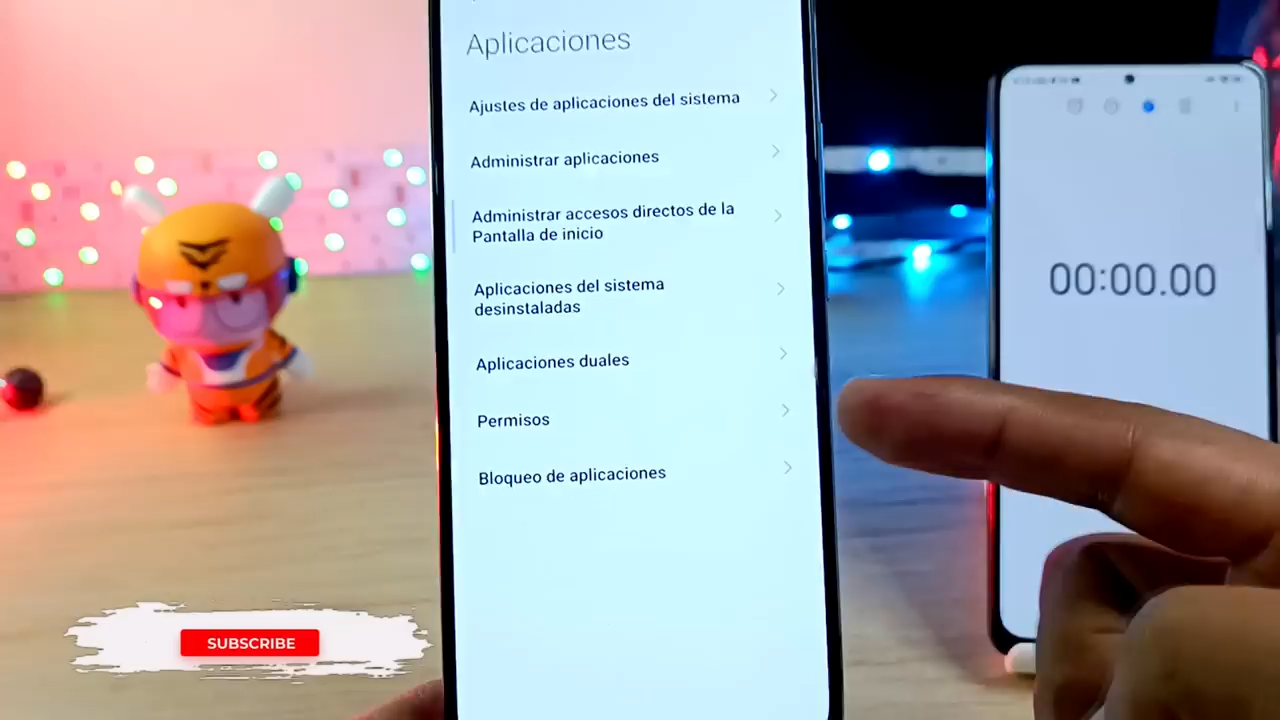 Aplicaciones
Ajustes de aplicaciones del sistema
Administrar aplicaciones
Administrar accesos directos de la
Pantalla de inicio
Aplicaciones del sistema
desinstaladas
Aplicaciones duales
Permisos
Bloqueo de aplicaciones
00:00.00
SUBSCRIBE